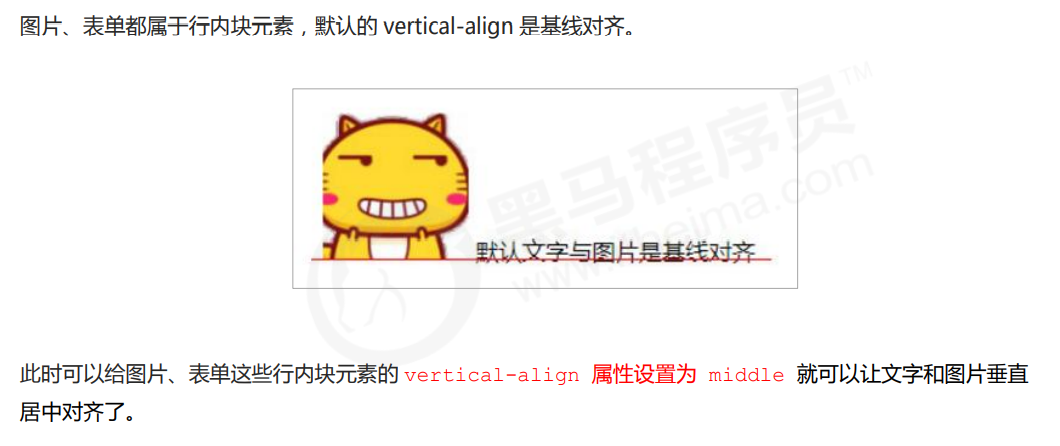 图片、表单都属于行内块元素，默认的 vertical-align 是基线对齐。
黑马程序员™
www.itheima.com
默认文字与图片是基线对齐
此时可以给图片、表单这些行内块元素的 vertical-align 属性设置为 middle 就可以让文字和图片垂直
居中对齐了。